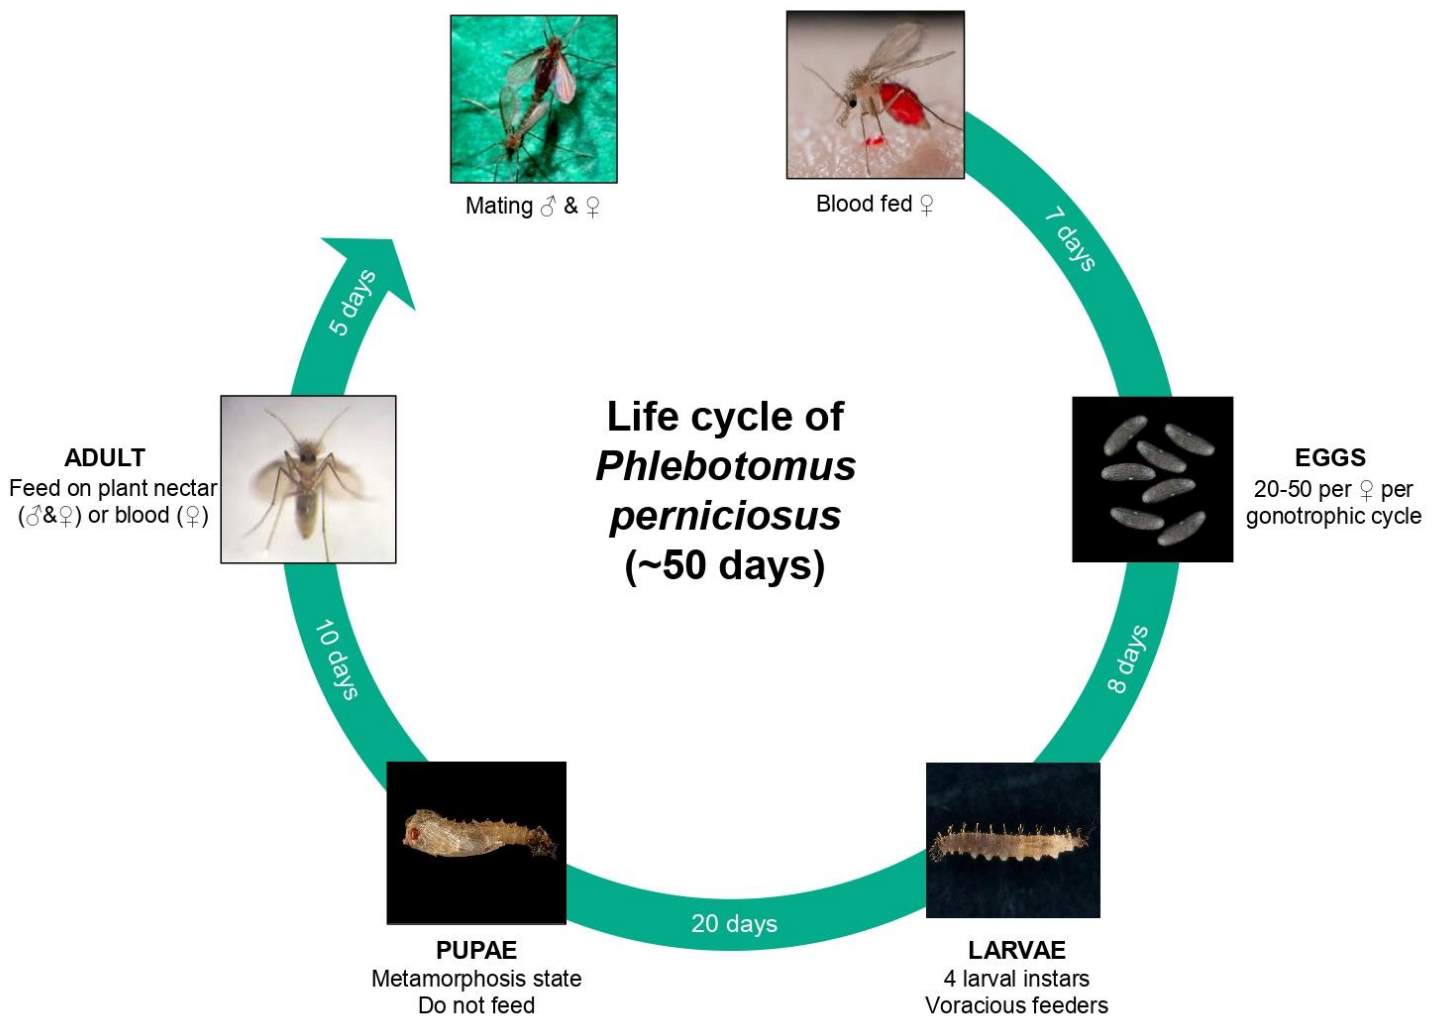 Mating ♂ & ♀
Blood fed ♀
7 days
5 days
Life cycle of
Phlebotomus
perniciosus
(~50 days)
ADULT
Feed on plant nectar
(♂&♀) or blood (♀)
EGGS
20-50 per ♀ per
gonotrophic cycle
10 days
8 days
20 days
PUPAE
Metamorphosis state
Do not feed
LARVAE
4 larval instars
Voracious feeders